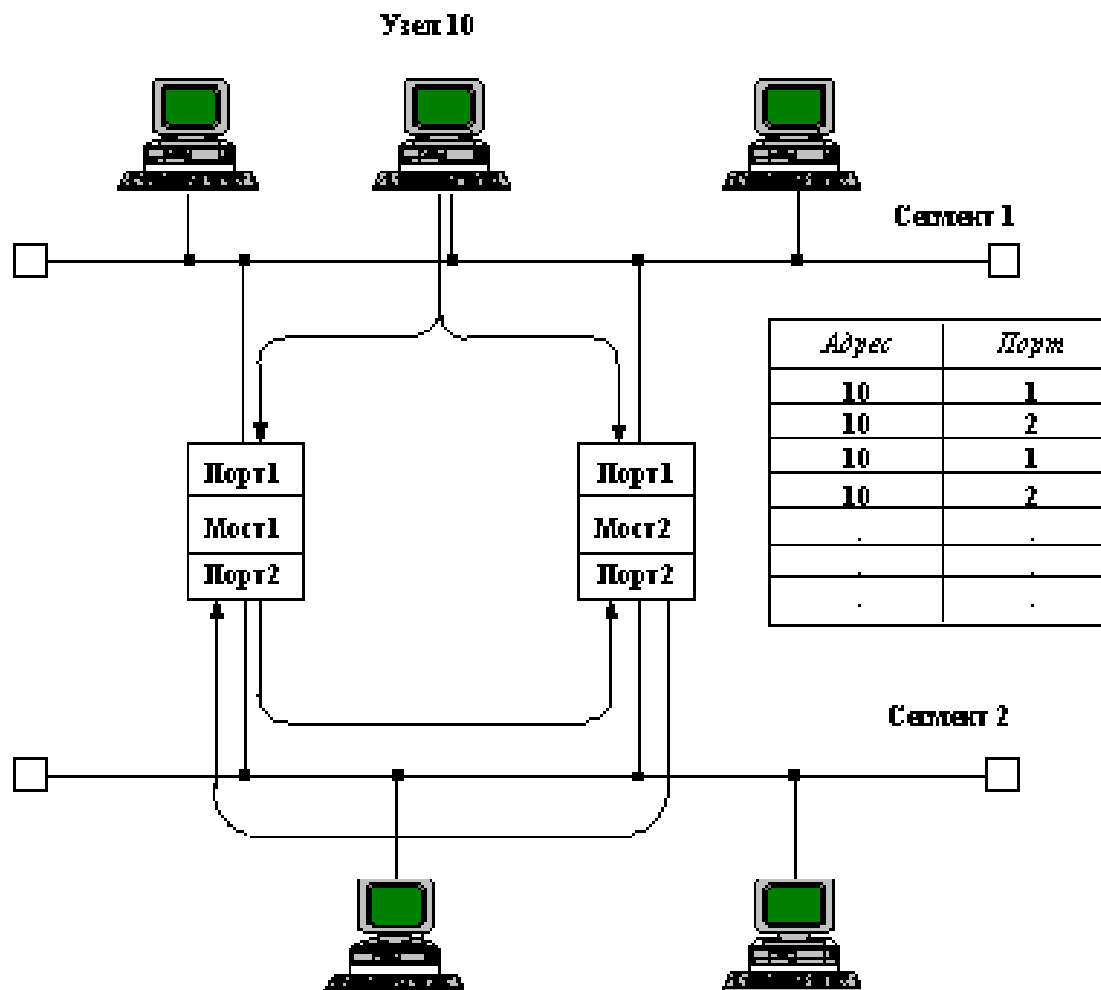 Узел 10
Сегмент 1
Адрес Порт
10 1
10 2
10 1
10 2
. .
. .
. .
Порт1
Мост1
Порт2
Порт1
Мост2
Порт2
Сегмент 2